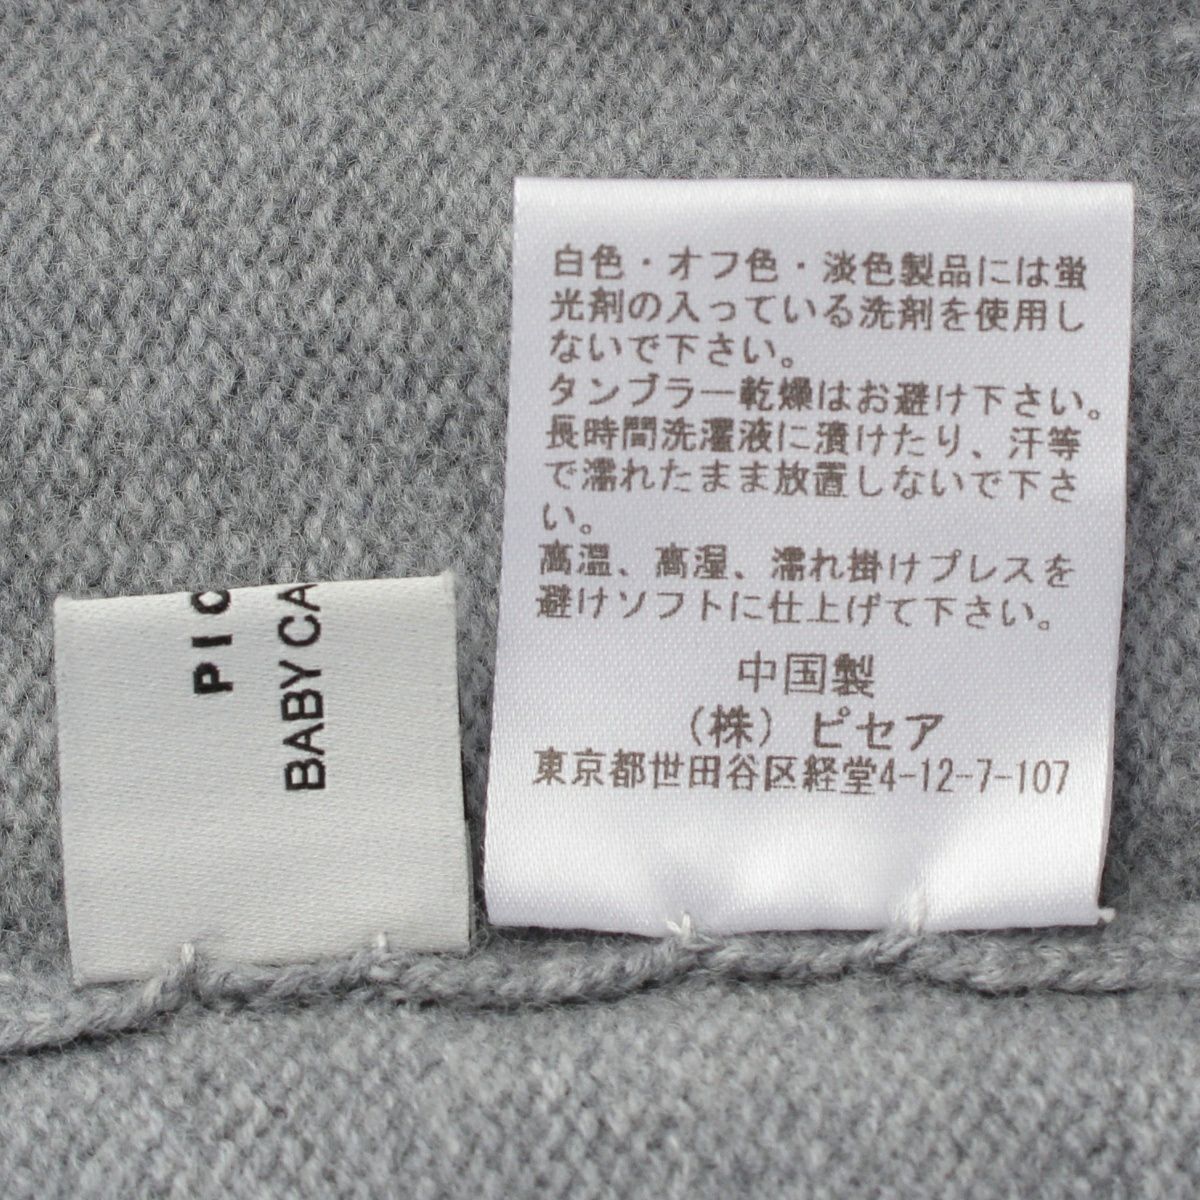 白色・オフ色・淡色製品には蛍
光剤の入っている洗剤を使用し
ないで下さい。
タンブラー乾燥はお避け下さい。
長時間洗濯液に漬けたり、汗等
で濡れたまま放置しないで下さ
い。
高温、高湿、濡れ掛けプレスを
避けソフトに仕上げて下さい。
中国製
(株) ピセア
東京都世田谷区経堂4-12-7-107
PIC
BABY CA